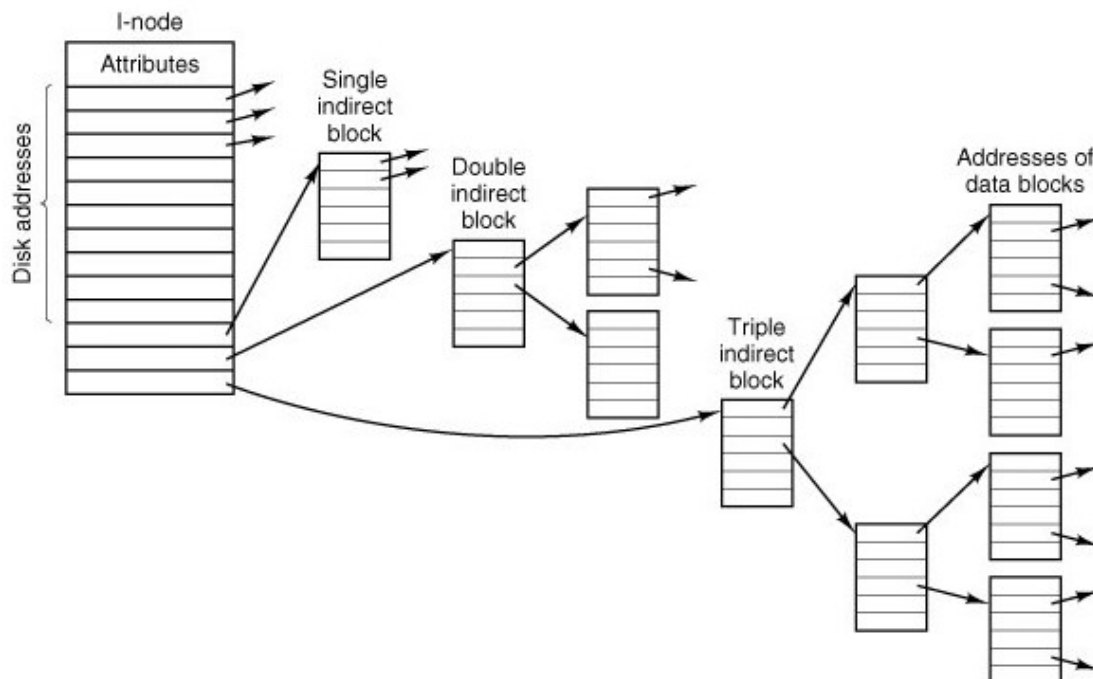 I-node
Attributes
Disk addresses
Single
indirect
block
Double
indirect
block
Triple
indirect
block
Addresses of
data blocks